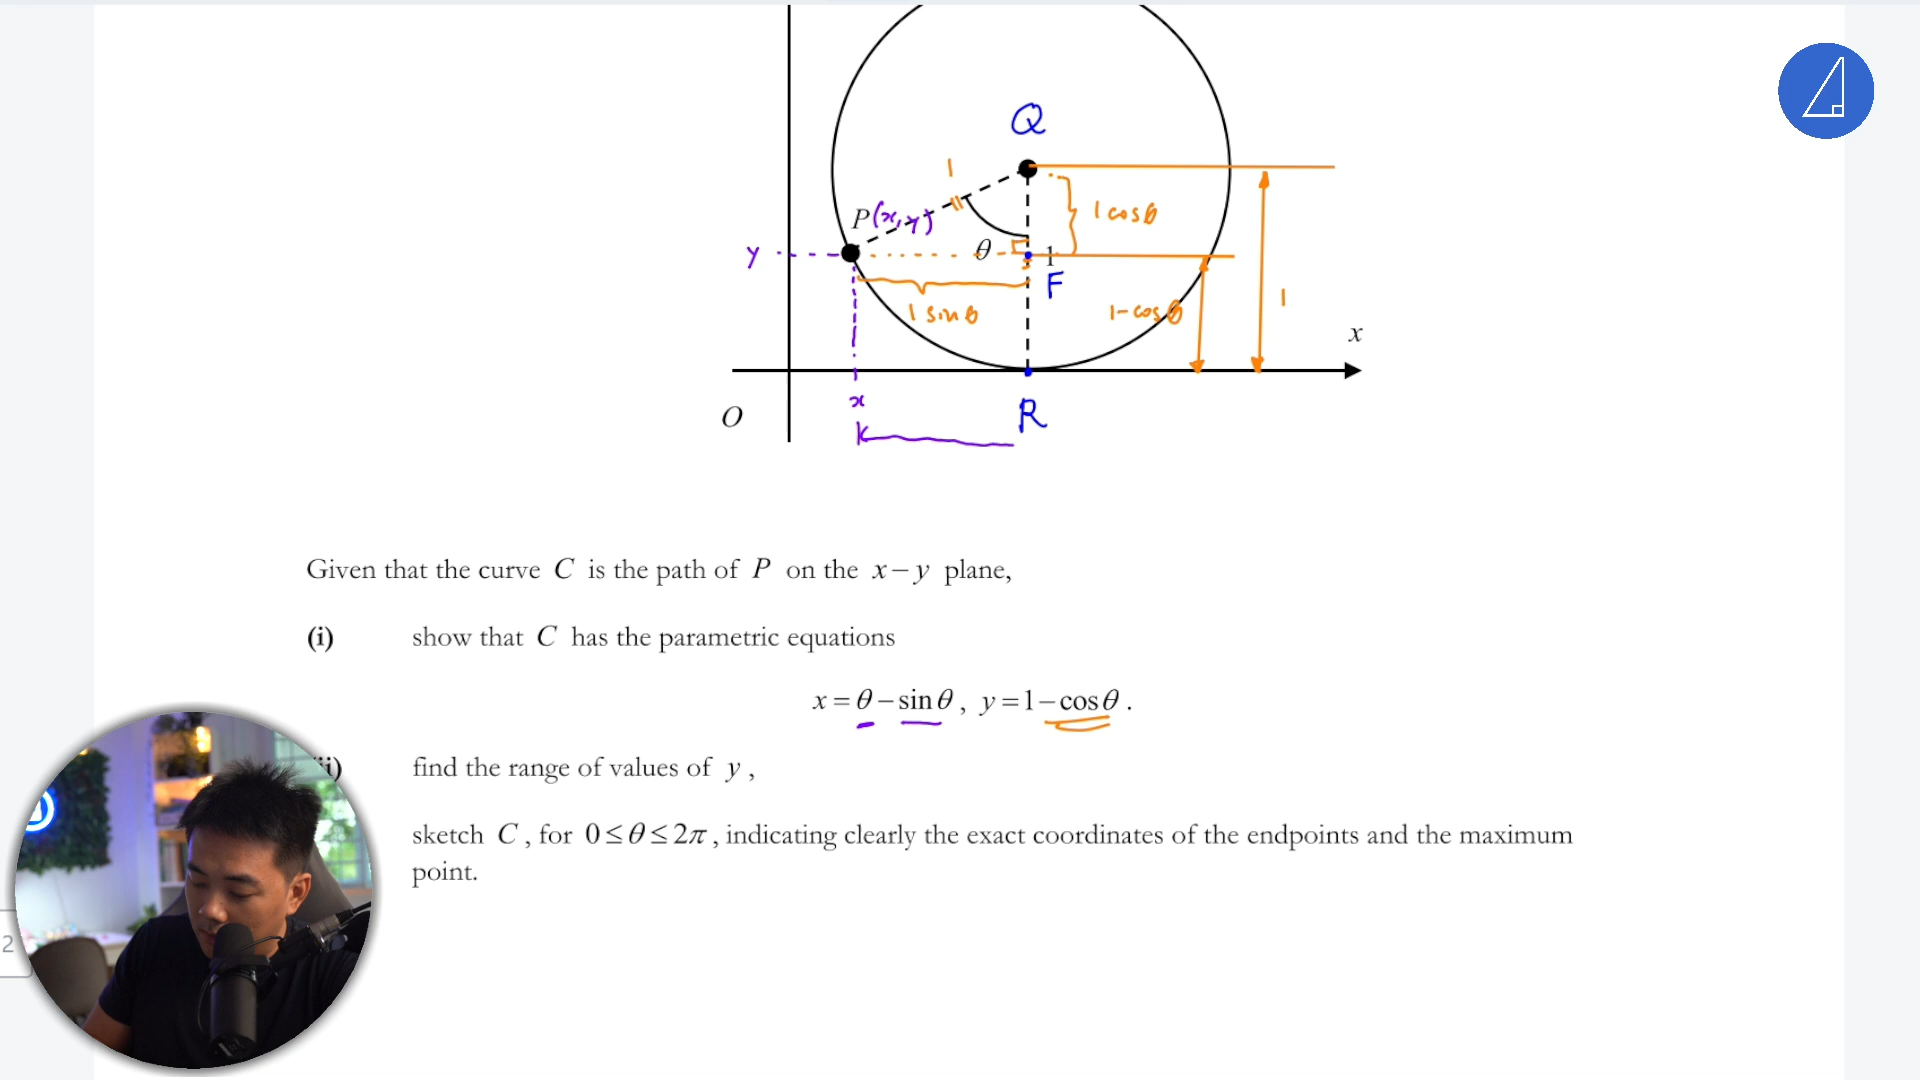 Q
1
1 cos θ
P(x, y)
y
θ
1
F
1 sin θ
1 - cos θ
1
x
x
O
R
Given that the curve C is the path of P on the x − y plane,
(i) show that C has the parametric equations
x = θ − sin θ , y = 1 − cos θ .
i) find the range of values of y ,
sketch C , for 0 ≤ θ ≤ 2π , indicating clearly the exact coordinates of the endpoints and the maximum
point.
2